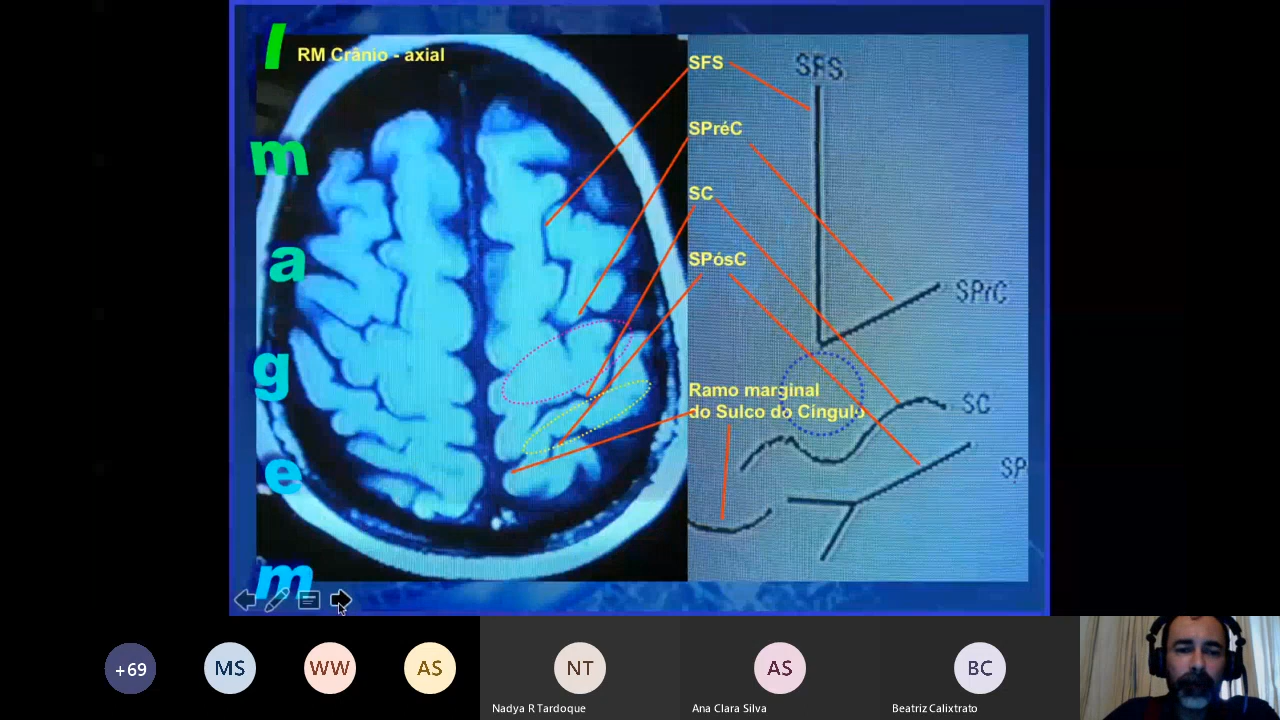 Imagem
RM Crânio - axial
SFS
SPréC
SC
SPósC
Ramo marginal
do Sulco do Cíngulo
SFS
SPrC
SC
SP
+69
MS
WW
AS
NT
AS
BC
Nadya R Tardoque
Ana Clara Silva
Beatriz Calixtrato